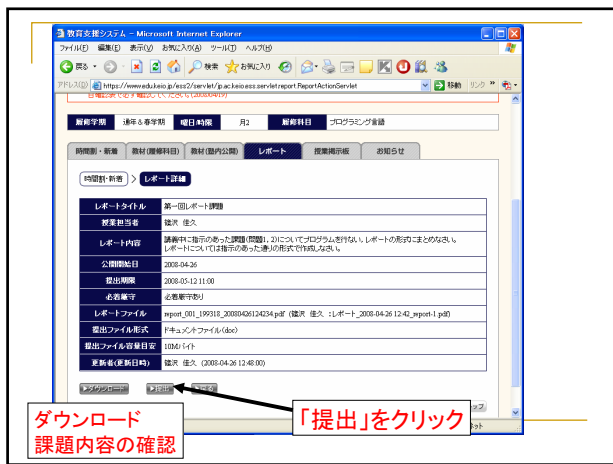 教育支援システム - Microsoft Internet Explorer
ファイル(F) 編集(E) 表示(V) お気に入り(A) ツール(T) ヘルプ(H)
戻る 検索 お気に入り
アドレス(D) https://www.edu.keio.jp/ess2/servlet/jp.ac.keio.ess.servlet.report.ReportActionServlet 移動 リンク
履修学期 通年&春学期 曜日時限 月2 履修科目 プログラミング言語
時間割・新着 教材(履修科目) 教材(塾内公開) レポート 授業掲示板 お知らせ
時間割・新着 > レポート詳細
レポートタイトル 第一回レポート課題
授業担当者 篠沢 佳久
レポート内容 講義中に指示のあった課題(問題1, 2)についてプログラムを行ない、レポートの形式にまとめなさい。
レポートについては指示のあった通りの形式で作成しなさい。
公開開始日 2008-04-26
提出期限 2008-05-12 11:00
必着厳守 必着厳守あり
レポートファイル report_001_199318_20080426124234.pdf (篠沢 佳久 :レポート_2008-04-26 12:42_report-1.pdf)
提出ファイル形式 ドキュメントファイル(doc)
提出ファイル容量目安 10Mバイト
更新者(更新日時) 篠沢 佳久 (2008-04-26 12:48:00)
▶ダウンロード ▶提出
ダウンロード
課題内容の確認
「提出」をクリック